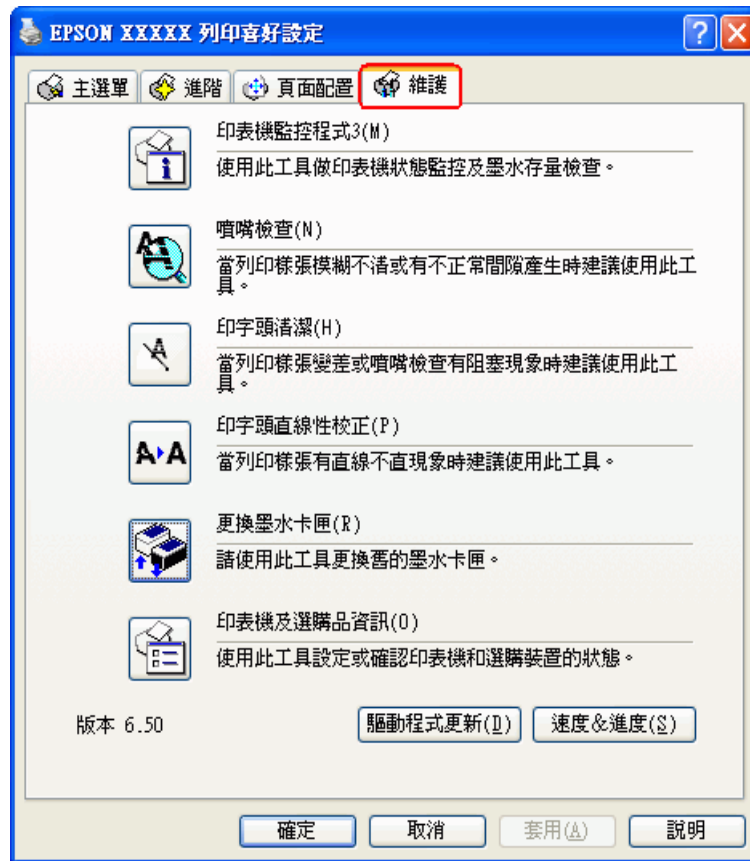 EPSON XXXXX 列印喜好設定
主選單 進階 頁面配置 維護
印表機監控程式3(M)
使用此工具做印表機狀態監控及墨水存量檢查。
噴嘴檢查(N)
當列印樣張模糊不清或有不正常間隙產生時建議使用此工
具。
印字頭清潔(H)
當列印樣張變差或噴嘴檢查有阻塞現象時建議使用此工
具。
印字頭直線性校正(P)
當列印樣張有直線不直現象時建議使用此工具。
更換墨水卡匣(R)
請使用此工具更換舊的墨水卡匣。
印表機及選購品資訊(O)
使用此工具設定或確認印表機和選購裝置的狀態。
版本 6.50 驅動程式更新(D) 速度&進度(S)
確定 取消 套用(A) 說明